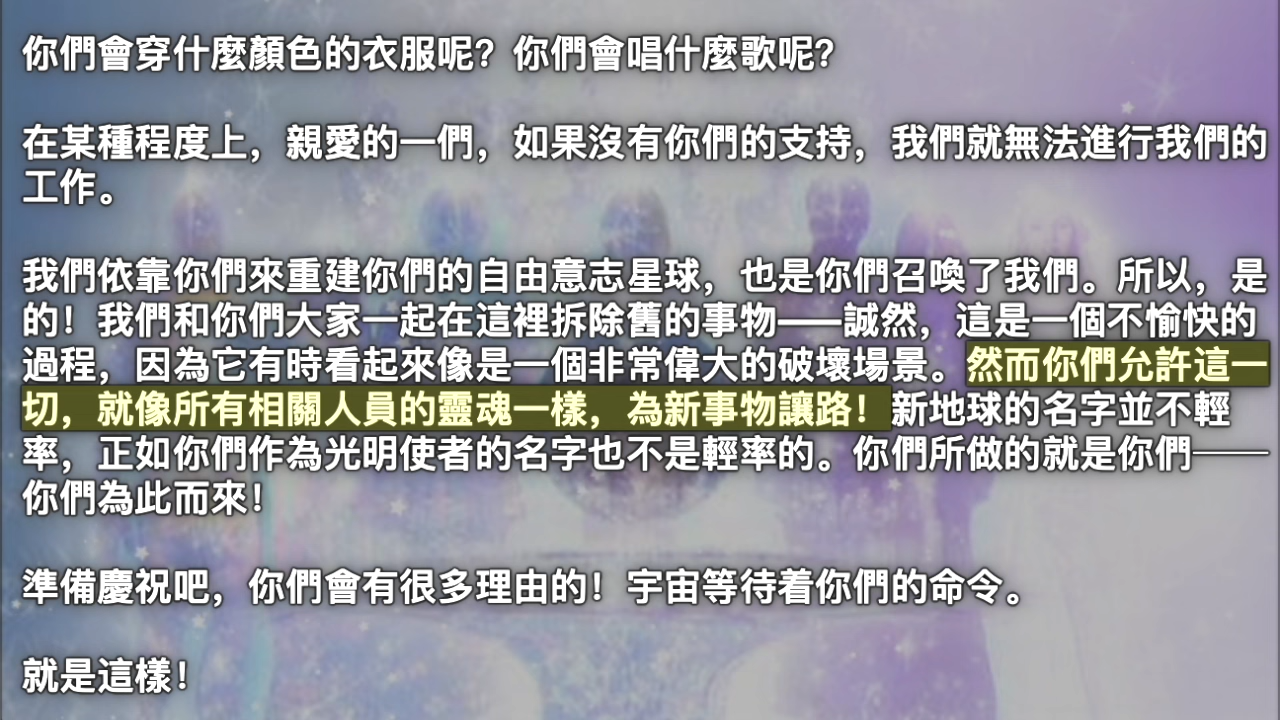 你們會穿什麼顏色的衣服呢？你們會唱什麼歌呢？
在某種程度上，親愛的一們，如果沒有你們的支持，我們就無法進行我們的
工作。
我們依靠你們來重建你們的自由意志星球，也是你們召喚了我們。所以，是
的！我們和你們大家一起在這裡拆除舊的事物——誠然，這是一個不愉快的
過程，因為它有時看起來像是一個非常偉大的破壞場景。然而你們允許這一
切，就像所有相關人員的靈魂一樣，為新事物讓路！新地球的名字並不輕
率，正如你們作為光明使者的名字也不是輕率的。你們所做的就是你們——
你們為此而來！
準備慶祝吧，你們會有很多理由的！宇宙等待着你們的命令。
就是這樣！